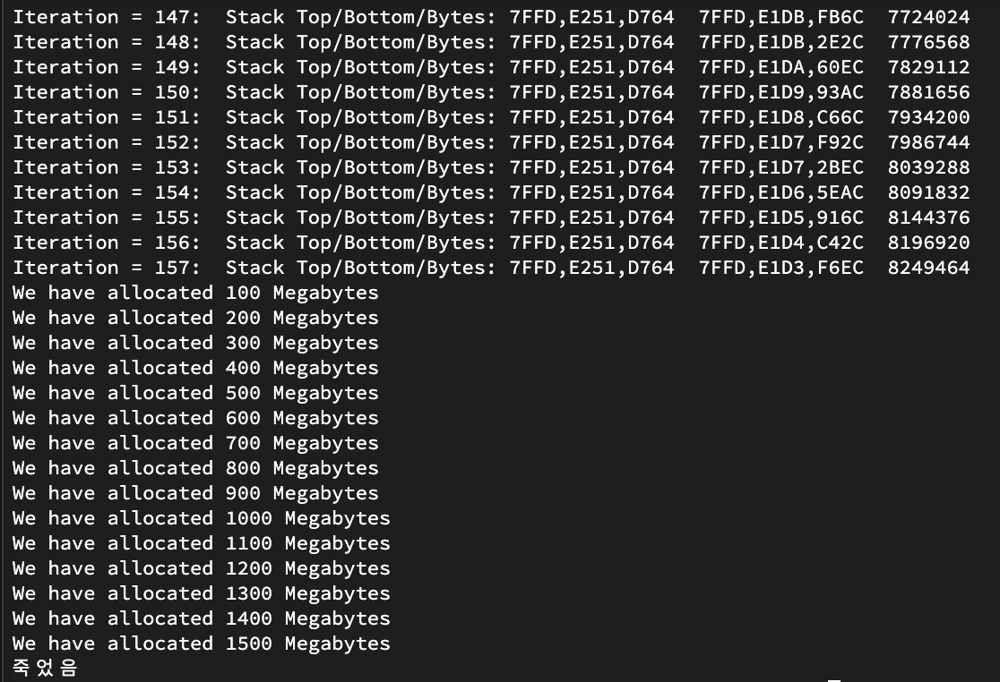 Iteration = 147:  Stack Top/Bottom/Bytes: 7FFD,E251,D764  7FFD,E1DB,FB6C  7724024
Iteration = 148:  Stack Top/Bottom/Bytes: 7FFD,E251,D764  7FFD,E1DB,2E2C  7776568
Iteration = 149:  Stack Top/Bottom/Bytes: 7FFD,E251,D764  7FFD,E1DA,60EC  7829112
Iteration = 150:  Stack Top/Bottom/Bytes: 7FFD,E251,D764  7FFD,E1D9,93AC  7881656
Iteration = 151:  Stack Top/Bottom/Bytes: 7FFD,E251,D764  7FFD,E1D8,C66C  7934200
Iteration = 152:  Stack Top/Bottom/Bytes: 7FFD,E251,D764  7FFD,E1D7,F92C  7986744
Iteration = 153:  Stack Top/Bottom/Bytes: 7FFD,E251,D764  7FFD,E1D7,2BEC  8039288
Iteration = 154:  Stack Top/Bottom/Bytes: 7FFD,E251,D764  7FFD,E1D6,5EAC  8091832
Iteration = 155:  Stack Top/Bottom/Bytes: 7FFD,E251,D764  7FFD,E1D5,916C  8144376
Iteration = 156:  Stack Top/Bottom/Bytes: 7FFD,E251,D764  7FFD,E1D4,C42C  8196920
Iteration = 157:  Stack Top/Bottom/Bytes: 7FFD,E251,D764  7FFD,E1D3,F6EC  8249464
We have allocated 100 Megabytes
We have allocated 200 Megabytes
We have allocated 300 Megabytes
We have allocated 400 Megabytes
We have allocated 500 Megabytes
We have allocated 600 Megabytes
We have allocated 700 Megabytes
We have allocated 800 Megabytes
We have allocated 900 Megabytes
We have allocated 1000 Megabytes
We have allocated 1100 Megabytes
We have allocated 1200 Megabytes
We have allocated 1300 Megabytes
We have allocated 1400 Megabytes
We have allocated 1500 Megabytes
죽었음